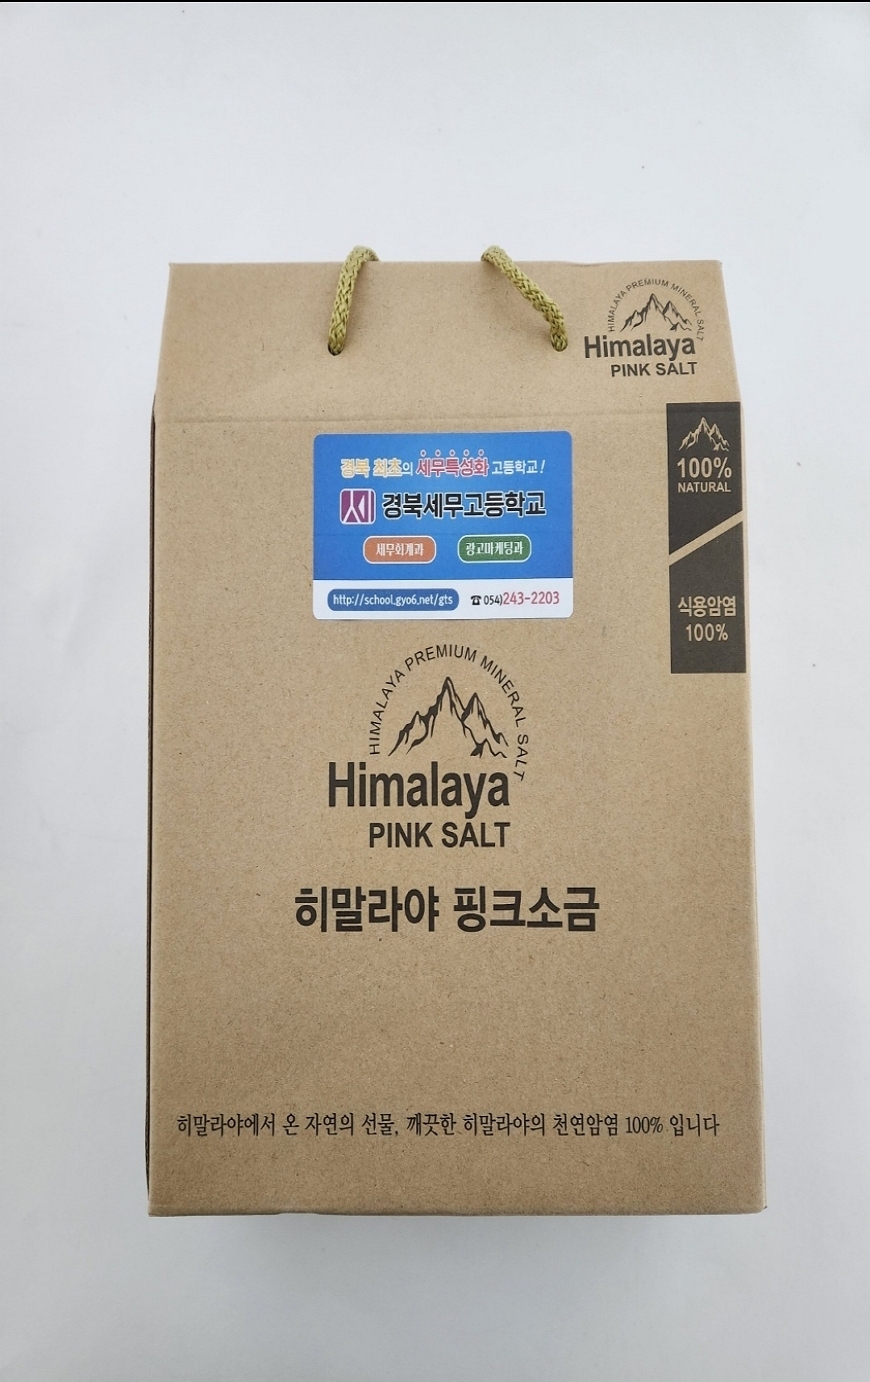 HIMALAYA PREMIUM MINERAL SALT
Himalaya
PINK SALT
100%
NATURAL
식용암염
100%
경북 최초의 세무특성화 고등학교!
세 경북세무고등학교
세무회계과 광고마케팅과
http://school.gyo6.net/gts ☎054)243-2203
HIMALAYA PREMIUM MINERAL SALT
Himalaya
PINK SALT
히말라야 핑크소금
히말라야에서 온 자연의 선물, 깨끗한 히말라야의 천연암염 100% 입니다